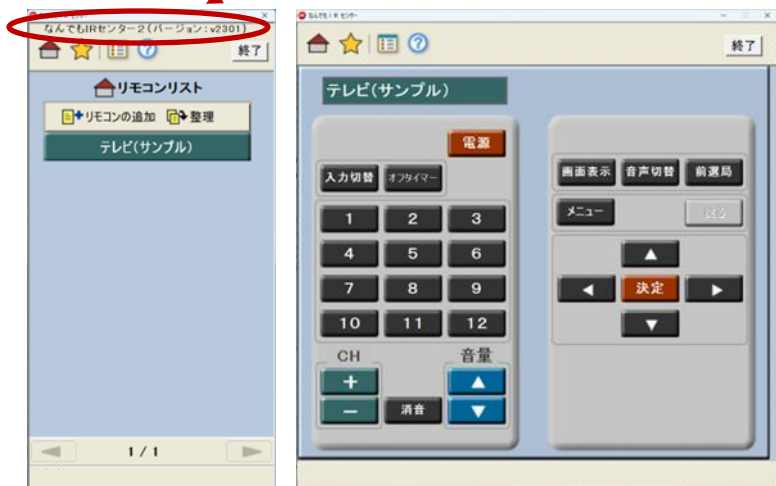 なんでもIRセンター2(バージョン:v2301)
終了
リモコンリスト
リモコンの追加 整理
テレビ(サンプル)
1 / 1
なんでもIRセンター
終了
テレビ(サンプル)
電源
入力切替 オフタイマー
1 2 3
4 5 6
7 8 9
10 11 12
CH 音量
+
− 消音
画面表示 音声切替 前選局
メニュー 戻る
決定